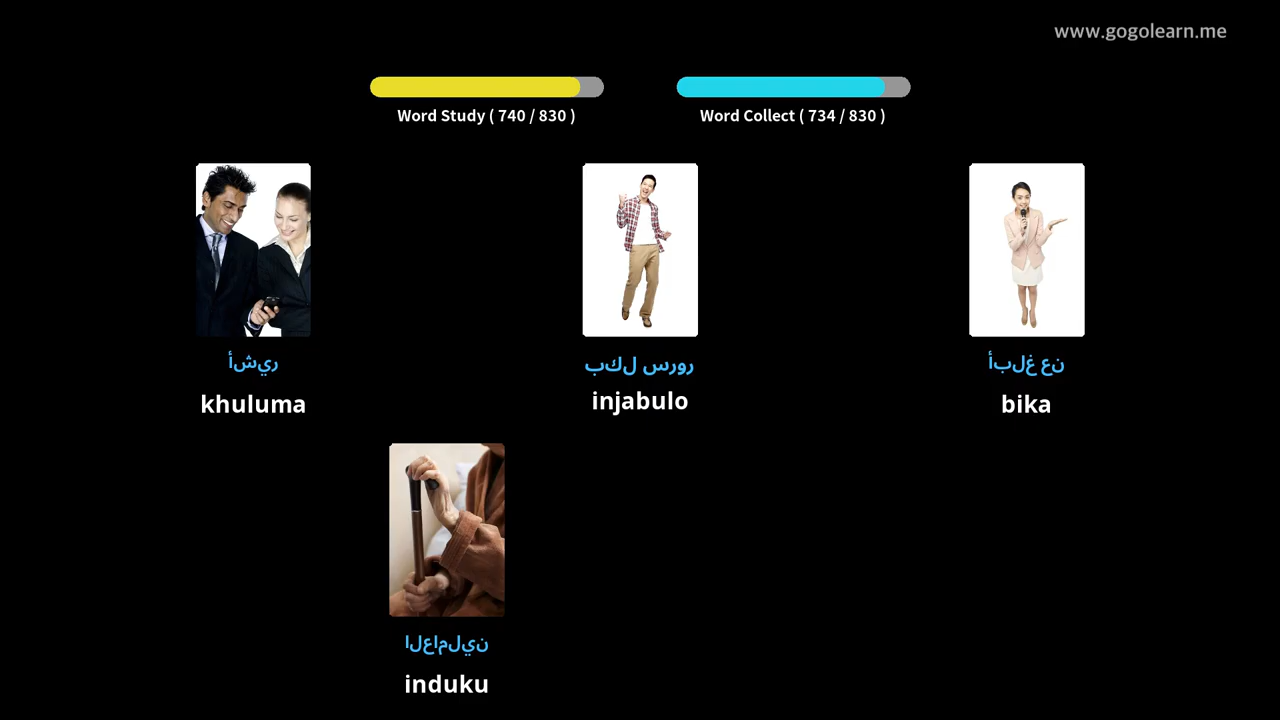 www.gogolearn.me
Word Study ( 740 / 830 )
Word Collect ( 734 / 830 )
أشير
khuluma
بكل سرور
injabulo
أبلغ عن
bika
العاملين
induku